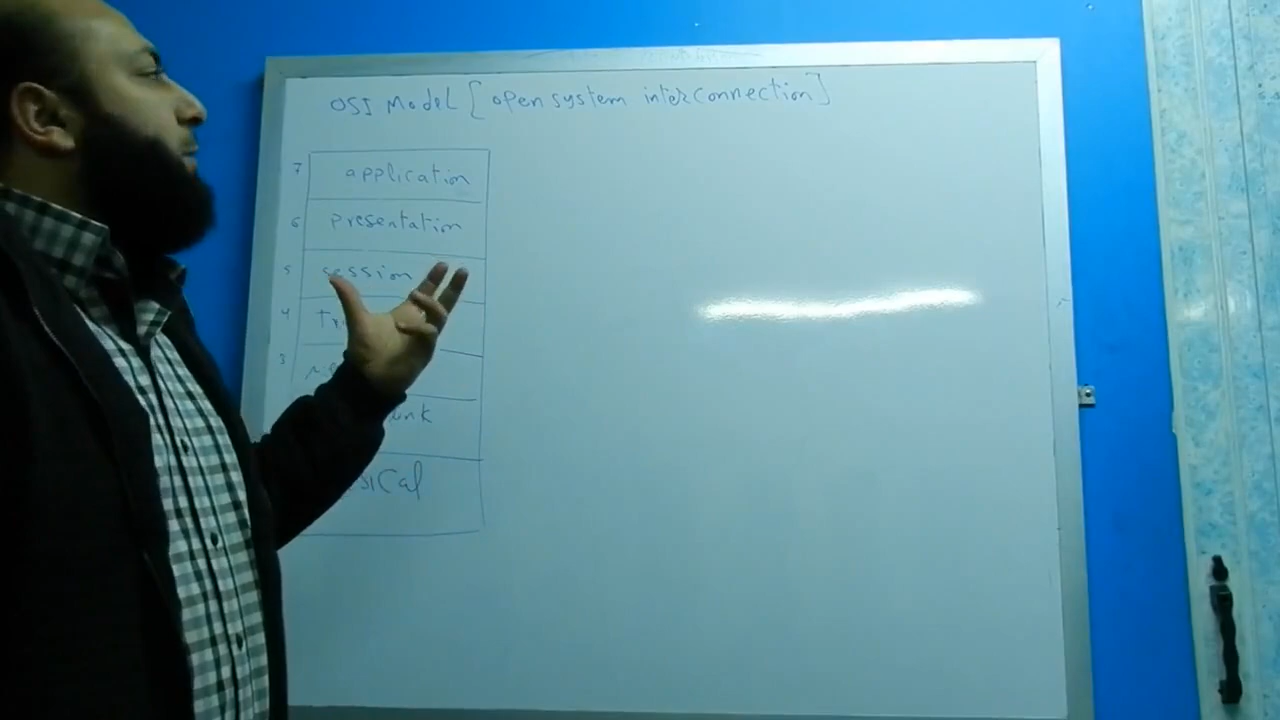 OSI Model [open system interconnection]
7 application
6 presentation
5 session
4
3